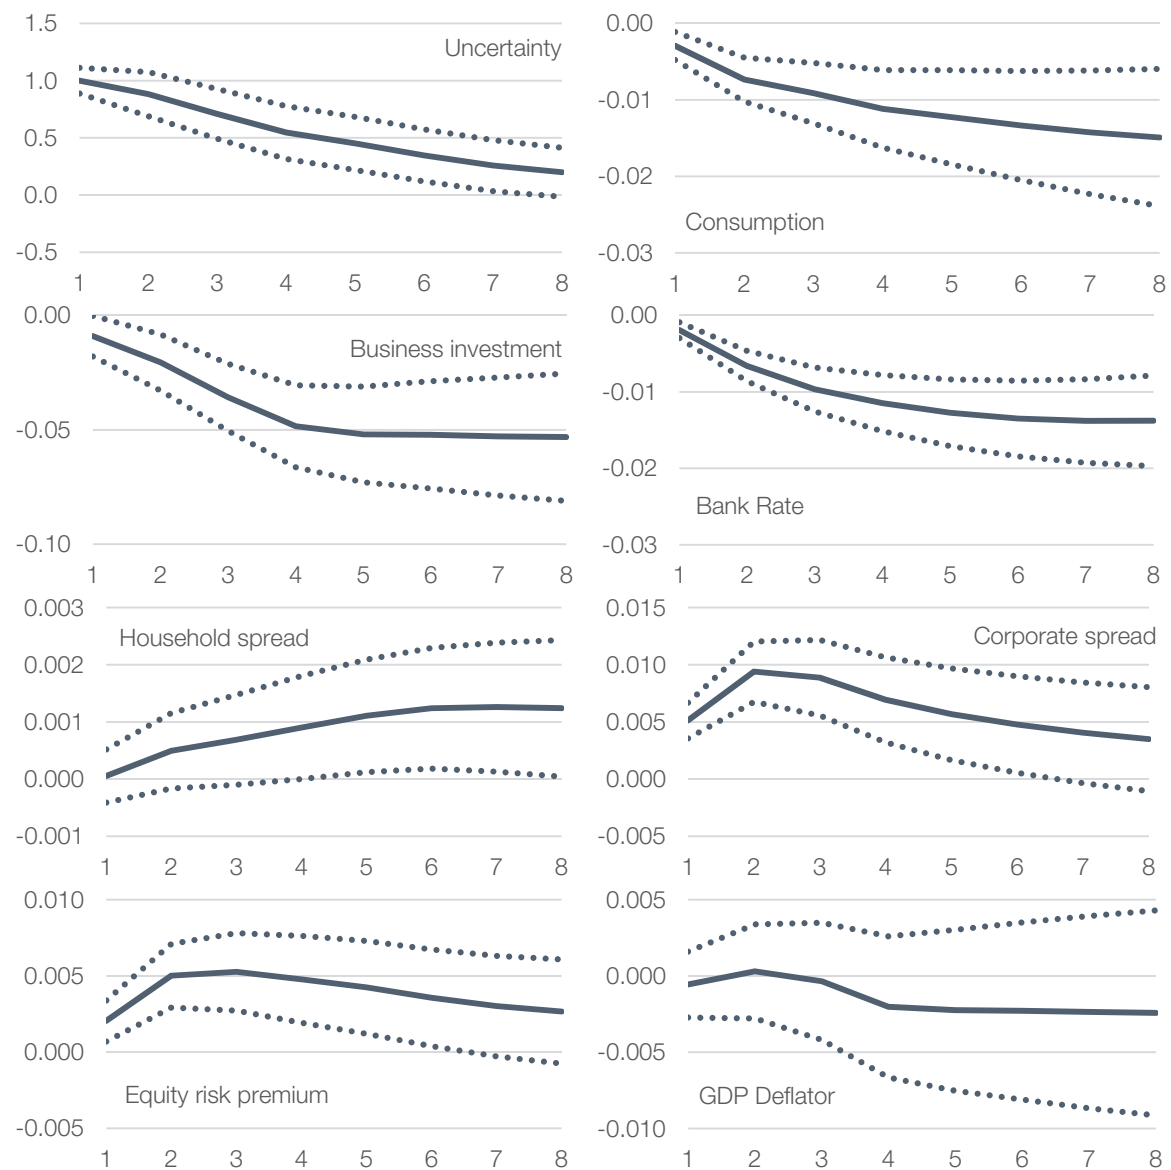 1.5
Uncertainty
1.0
0.5
0.0
-0.5
1 2 3 4 5 6 7 8
0.00
-0.01
-0.02
Consumption
-0.03
1 2 3 4 5 6 7 8
0.00
Business investment
-0.05
-0.10
1 2 3 4 5 6 7 8
0.00
-0.01
-0.02
Bank Rate
-0.03
1 2 3 4 5 6 7 8
0.003
Household spread
0.002
0.001
0.000
-0.001
1 2 3 4 5 6 7 8
0.015
Corporate spread
0.010
0.005
0.000
-0.005
1 2 3 4 5 6 7 8
0.010
0.005
0.000
Equity risk premium
-0.005
1 2 3 4 5 6 7 8
0.005
0.000
-0.005
GDP Deflator
-0.010
1 2 3 4 5 6 7 8